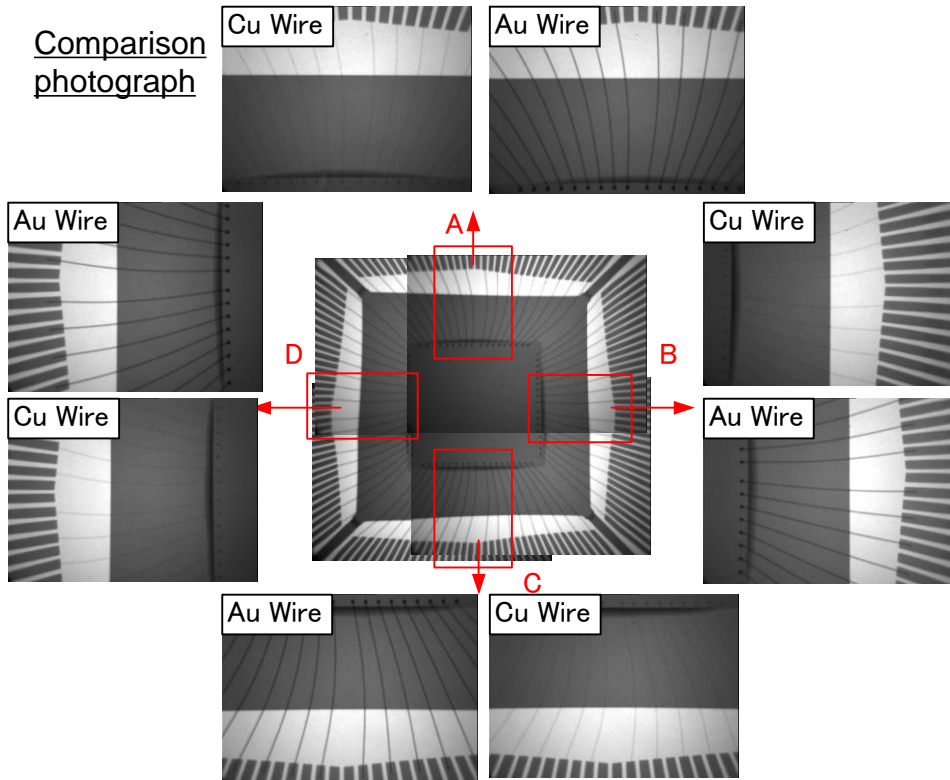 Comparison
photograph
Cu Wire
Au Wire
Au Wire
A
Cu Wire
D
B
Cu Wire
Au Wire
C
Au Wire
Cu Wire